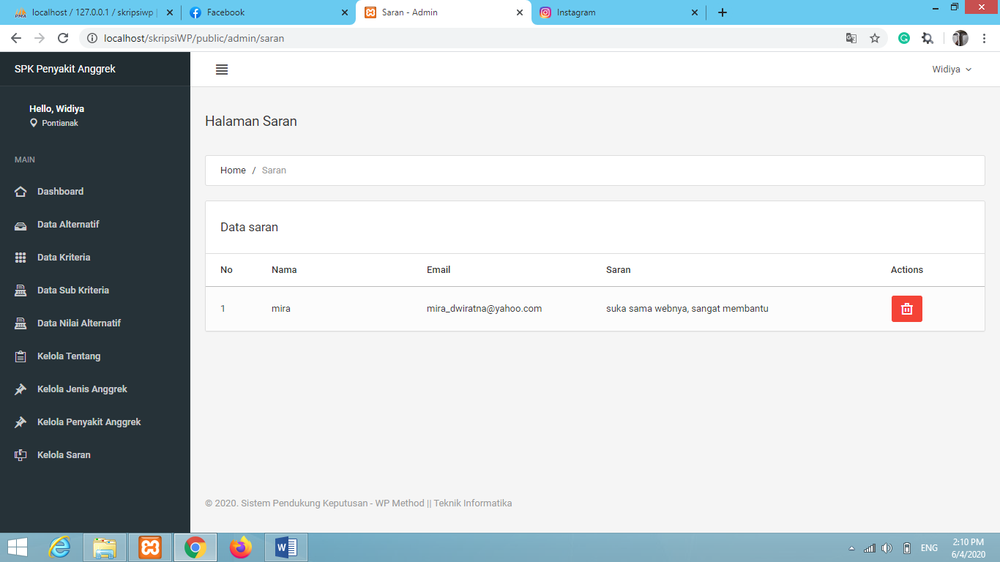 localhost / 127.0.0.1 / skripsiwp |
Facebook
Saran - Admin
Instagram
localhost/skripsiWP/public/admin/saran
SPK Penyakit Anggrek
Widiya
Hello, Widiya
Pontianak
MAIN
Dashboard
Data Alternatif
Data Kriteria
Data Sub Kriteria
Data Nilai Alternatif
Kelola Tentang
Kelola Jenis Anggrek
Kelola Penyakit Anggrek
Kelola Saran
Halaman Saran
Home / Saran
Data saran
No Nama Email Saran Actions
1 mira mira_dwiratna@yahoo.com suka sama webnya, sangat membantu
© 2020. Sistem Pendukung Keputusan - WP Method || Teknik Informatika
ENG
2:10 PM
6/4/2020